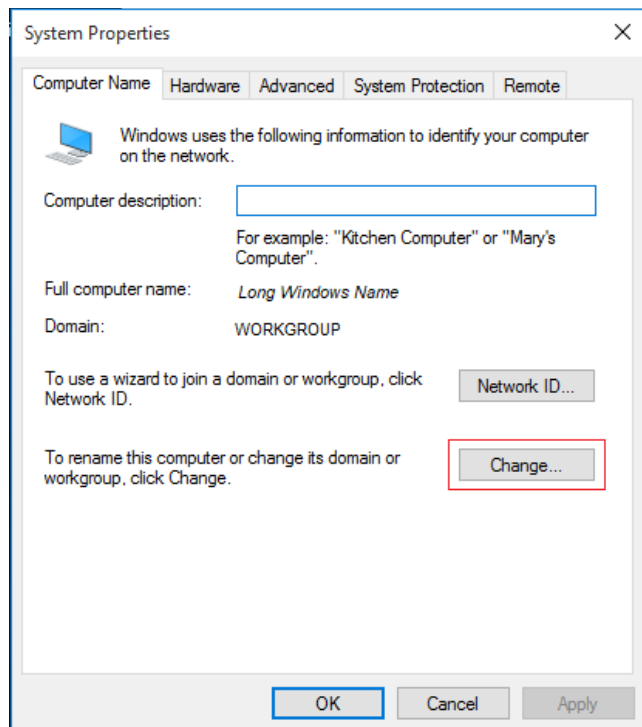 System Properties
Computer Name Hardware Advanced System Protection Remote
Windows uses the following information to identify your computer
on the network.
Computer description:
For example: "Kitchen Computer" or "Mary's
Computer".
Full computer name: Long Windows Name
Domain: WORKGROUP
To use a wizard to join a domain or workgroup, click
Network ID.
Network ID...
To rename this computer or change its domain or
workgroup, click Change.
Change...
OK Cancel Apply